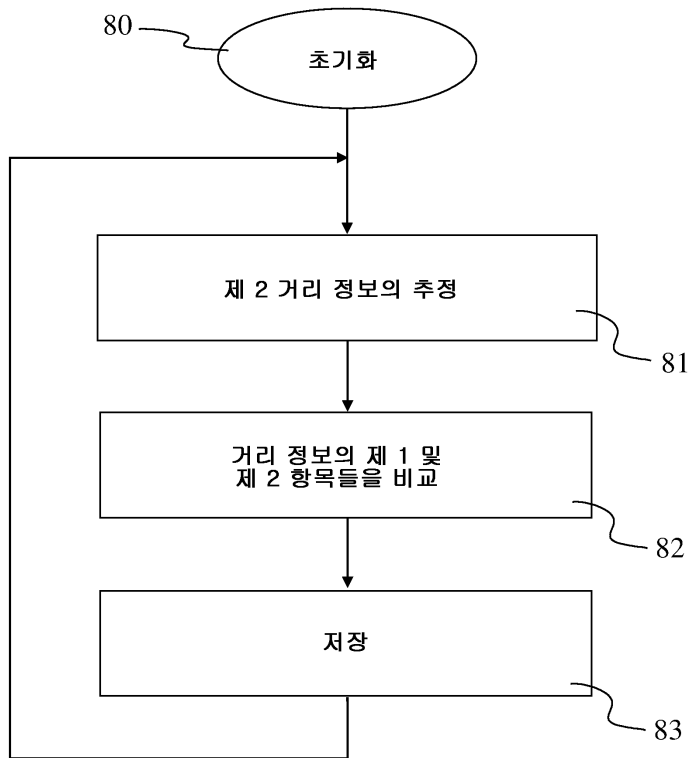 80
초기화
제 2 거리 정보의 추정
81
거리 정보의 제 1 및
제 2 항목들을 비교
82
저장
83